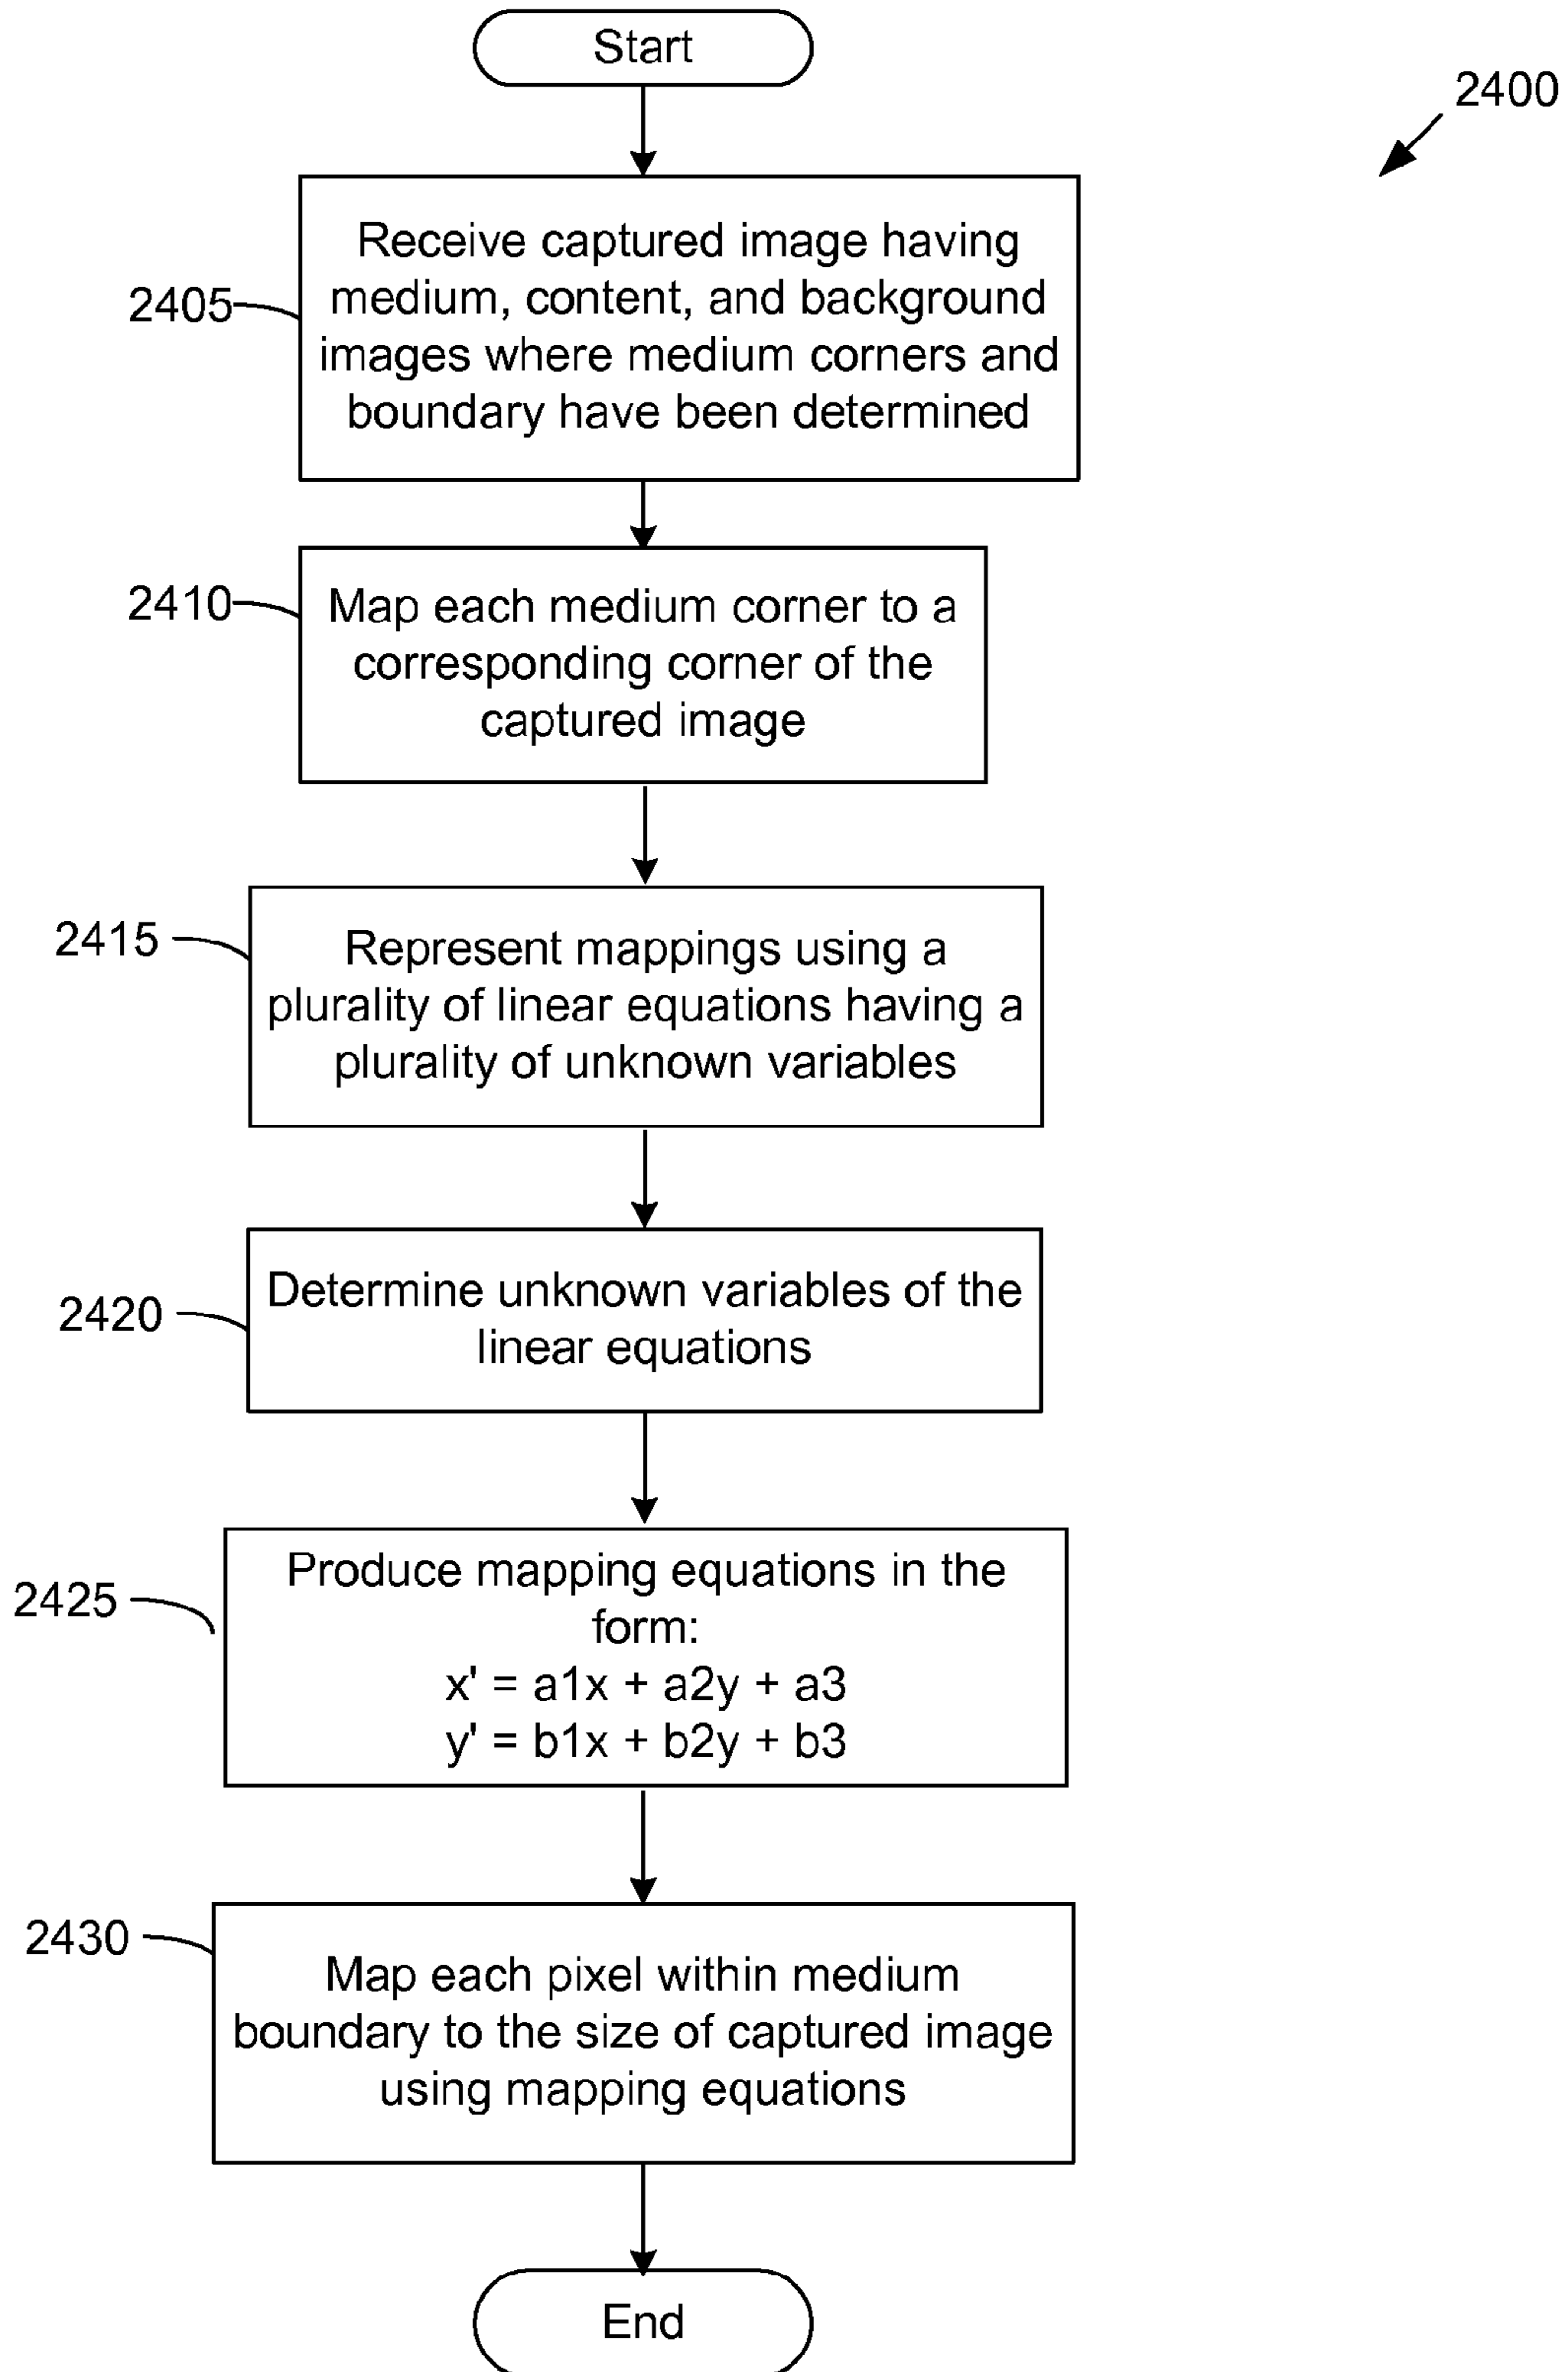 Start
2400
2405
Receive captured image having
medium, content, and background
images where medium corners and
boundary have been determined
2410
Map each medium corner to a
corresponding corner of the
captured image
2415
Represent mappings using a
plurality of linear equations having a
plurality of unknown variables
2420
Determine unknown variables of the
linear equations
2425
Produce mapping equations in the
form:
x' = a1x + a2y + a3
y' = b1x + b2y + b3
2430
Map each pixel within medium
boundary to the size of captured image
using mapping equations
End